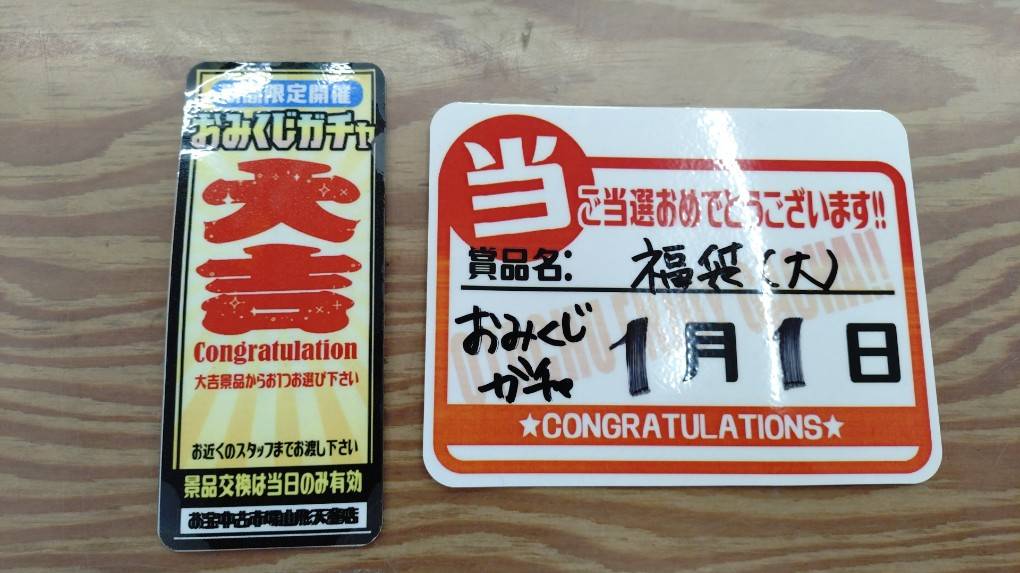 期間限定開催
おみくじガチャ
大吉
Congratulation
大吉景品からお1つお選び下さい
お近くのスタッフまでお渡し下さい
景品交換は当日のみ有効
お宝中古市場山形天童店
当
ご当選おめでとうございます!!
賞品名: 福袋(大)
おみくじ
ガチャ
1月1日
★CONGRATULATIONS★